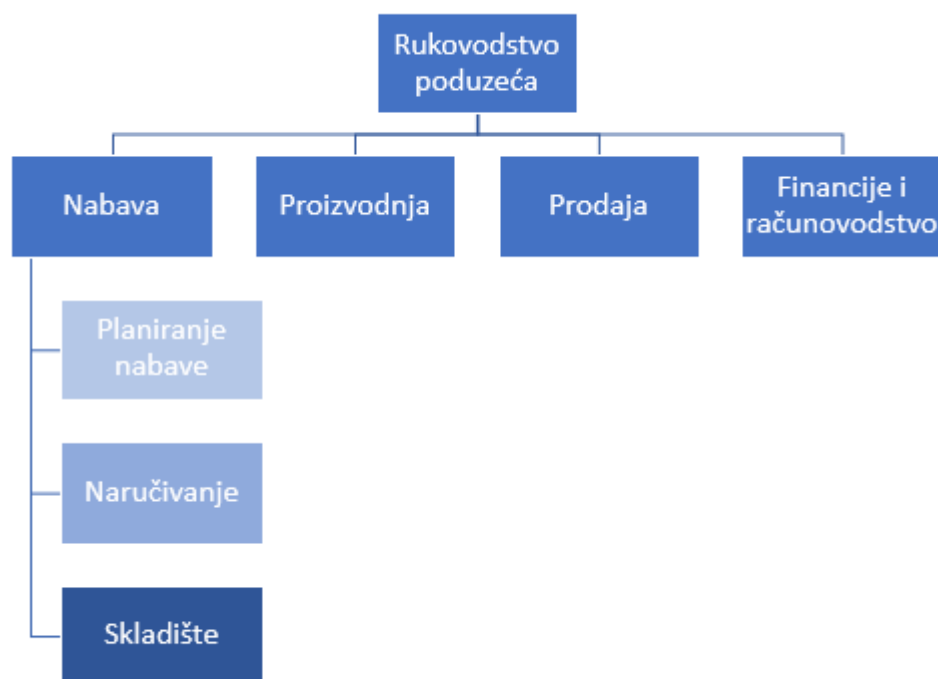 Rukovodstvo
poduzeća
Nabava
Proizvodnja
Prodaja
Financije i
računovodstvo
Planiranje
nabave
Naručivanje
Skladište